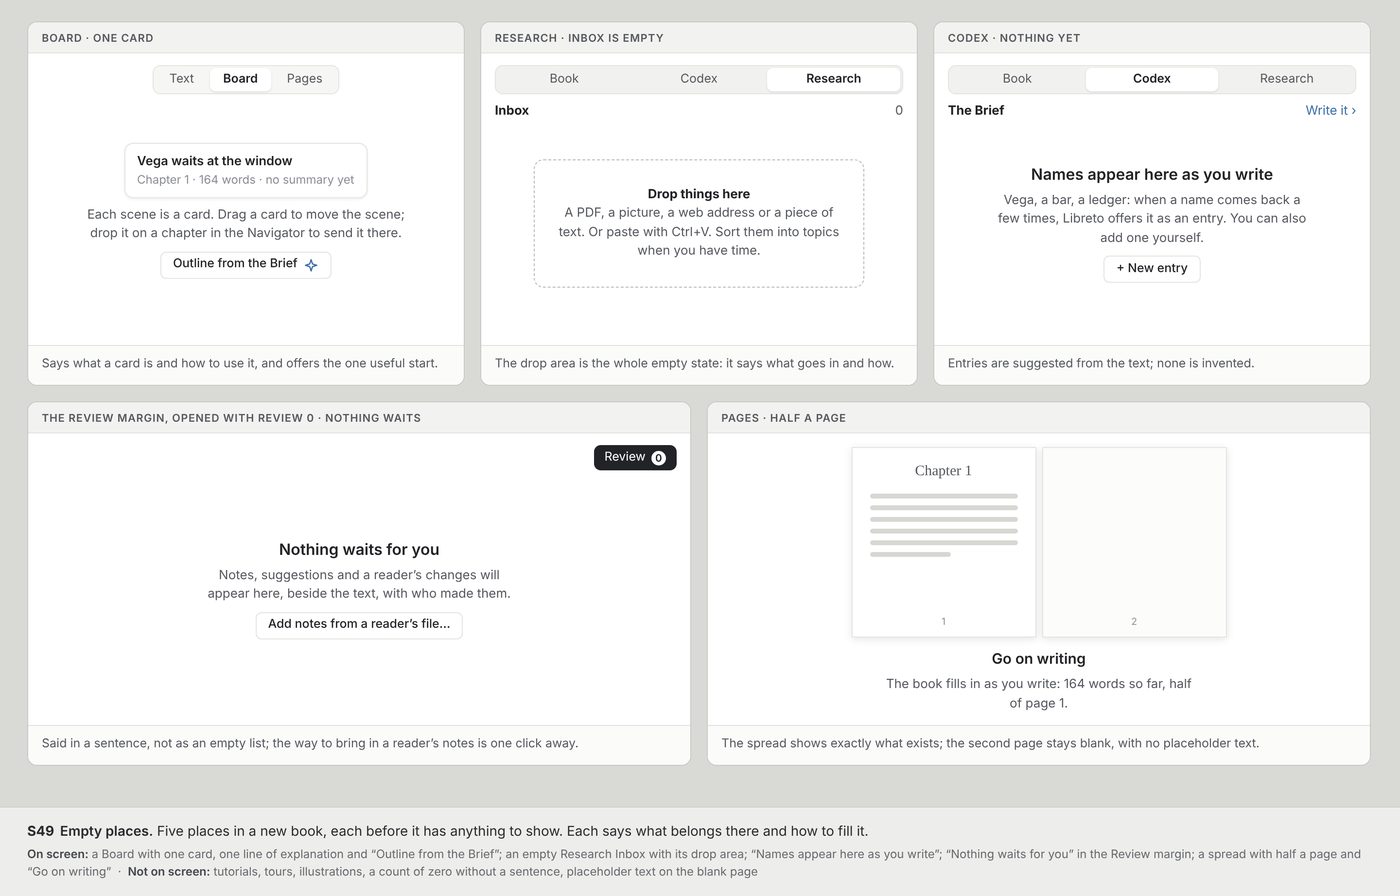 BOARD · ONE CARD
Text Board Pages
Vega waits at the window
Chapter 1 · 164 words · no summary yet
Each scene is a card. Drag a card to move the scene;
drop it on a chapter in the Navigator to send it there.
Outline from the Brief
Says what a card is and how to use it, and offers the one useful start.
RESEARCH · INBOX IS EMPTY
Book Codex Research
Inbox 0
Drop things here
A PDF, a picture, a web address or a piece of
text. Or paste with Ctrl+V. Sort them into topics
when you have time.
The drop area is the whole empty state: it says what goes in and how.
CODEX · NOTHING YET
Book Codex Research
The Brief Write it ›
Names appear here as you write
Vega, a bar, a ledger: when a name comes back a
few times, Libreto offers it as an entry. You can also
add one yourself.
+ New entry
Entries are suggested from the text; none is invented.
THE REVIEW MARGIN, OPENED WITH REVIEW 0 · NOTHING WAITS
Review 0
Nothing waits for you
Notes, suggestions and a reader’s changes will
appear here, beside the text, with who made them.
Add notes from a reader’s file…
Said in a sentence, not as an empty list; the way to bring in a reader’s notes is one click away.
PAGES · HALF A PAGE
Chapter 1
1 2
Go on writing
The book fills in as you write: 164 words so far, half
of page 1.
The spread shows exactly what exists; the second page stays blank, with no placeholder text.
S49 Empty places. Five places in a new book, each before it has anything to show. Each says what belongs there and how to fill it.
On screen: a Board with one card, one line of explanation and “Outline from the Brief”; an empty Research Inbox with its drop area; “Names appear here as you write”; “Nothing waits for you” in the Review margin; a spread with half a page and
“Go on writing” · Not on screen: tutorials, tours, illustrations, a count of zero without a sentence, placeholder text on the blank page